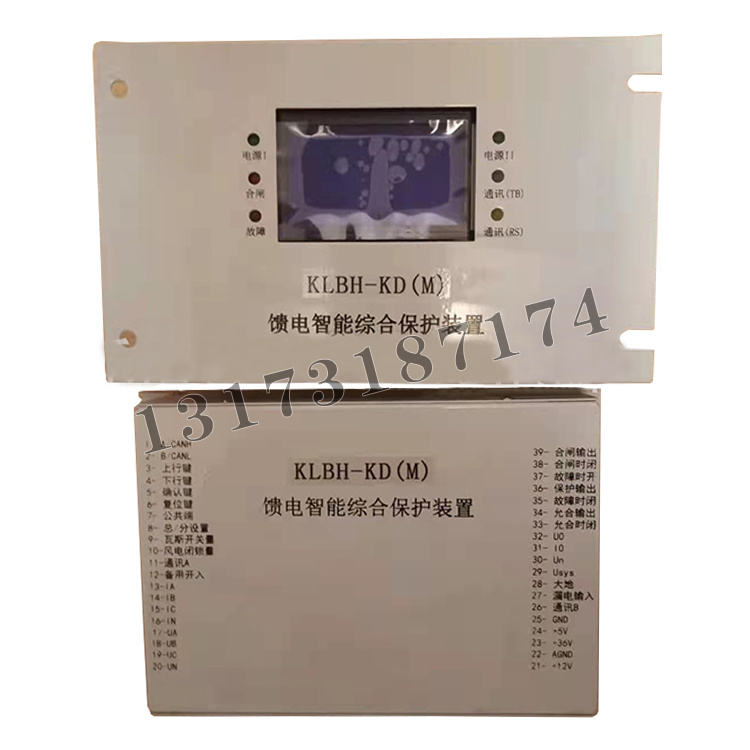 电源I
合闸
故障
电源II
通讯(TB)
通讯(RS)
KLBH-KD(M)
馈电智能综合保护装置
13173187174
KLBH-KD(M)
馈电智能综合保护装置
1- A-CANH
2- B/CANL
3- 上行键
4- 下行键
5- 确认键
6- 复位键
7- 公共端
8- 总/分设置
9- 瓦斯开关量
10-风电闭锁量
11-通讯A
12-备用开入
13-IA
14-IB
15-IC
16-IN
17-UA
18-UB
19-UC
20-UN
39- 合闸输出
38- 合闸时闭
37- 故障时开
36- 保护输出
35- 故障时闭
34- 允合输出
33- 允合时闭
32- U0
31- I0
30- Un
29- Usys
28- 大地
27- 漏电输入
26- 通讯B
25- GND
24- +5V
23- -36V
22- AGND
21- +12V